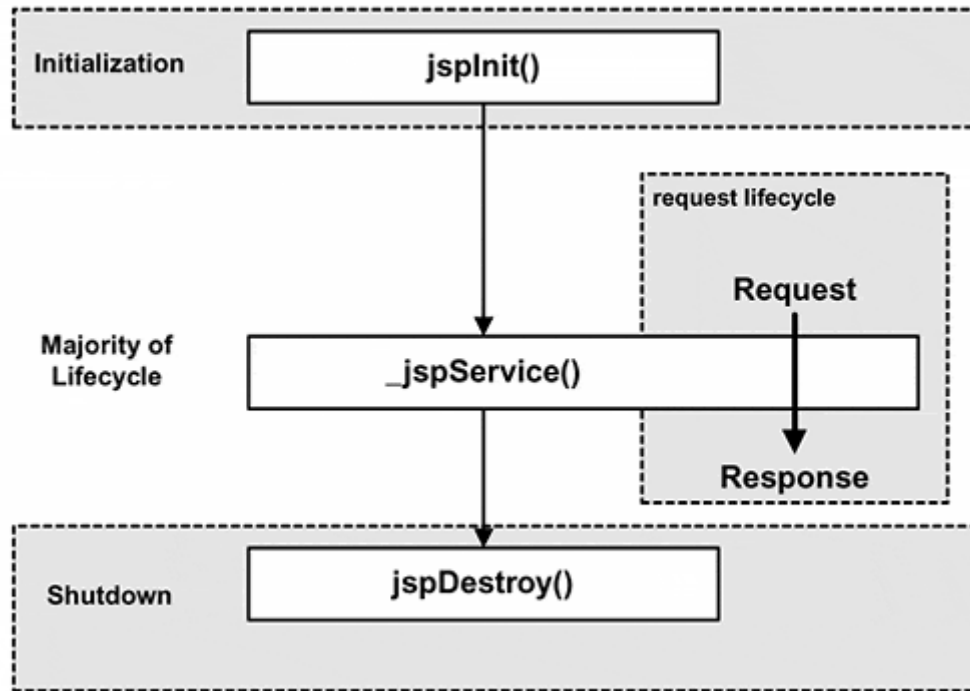 Initialization
jspInit()
request lifecycle
Request
Majority of
Lifecycle
_jspService()
Response
Shutdown
jspDestroy()